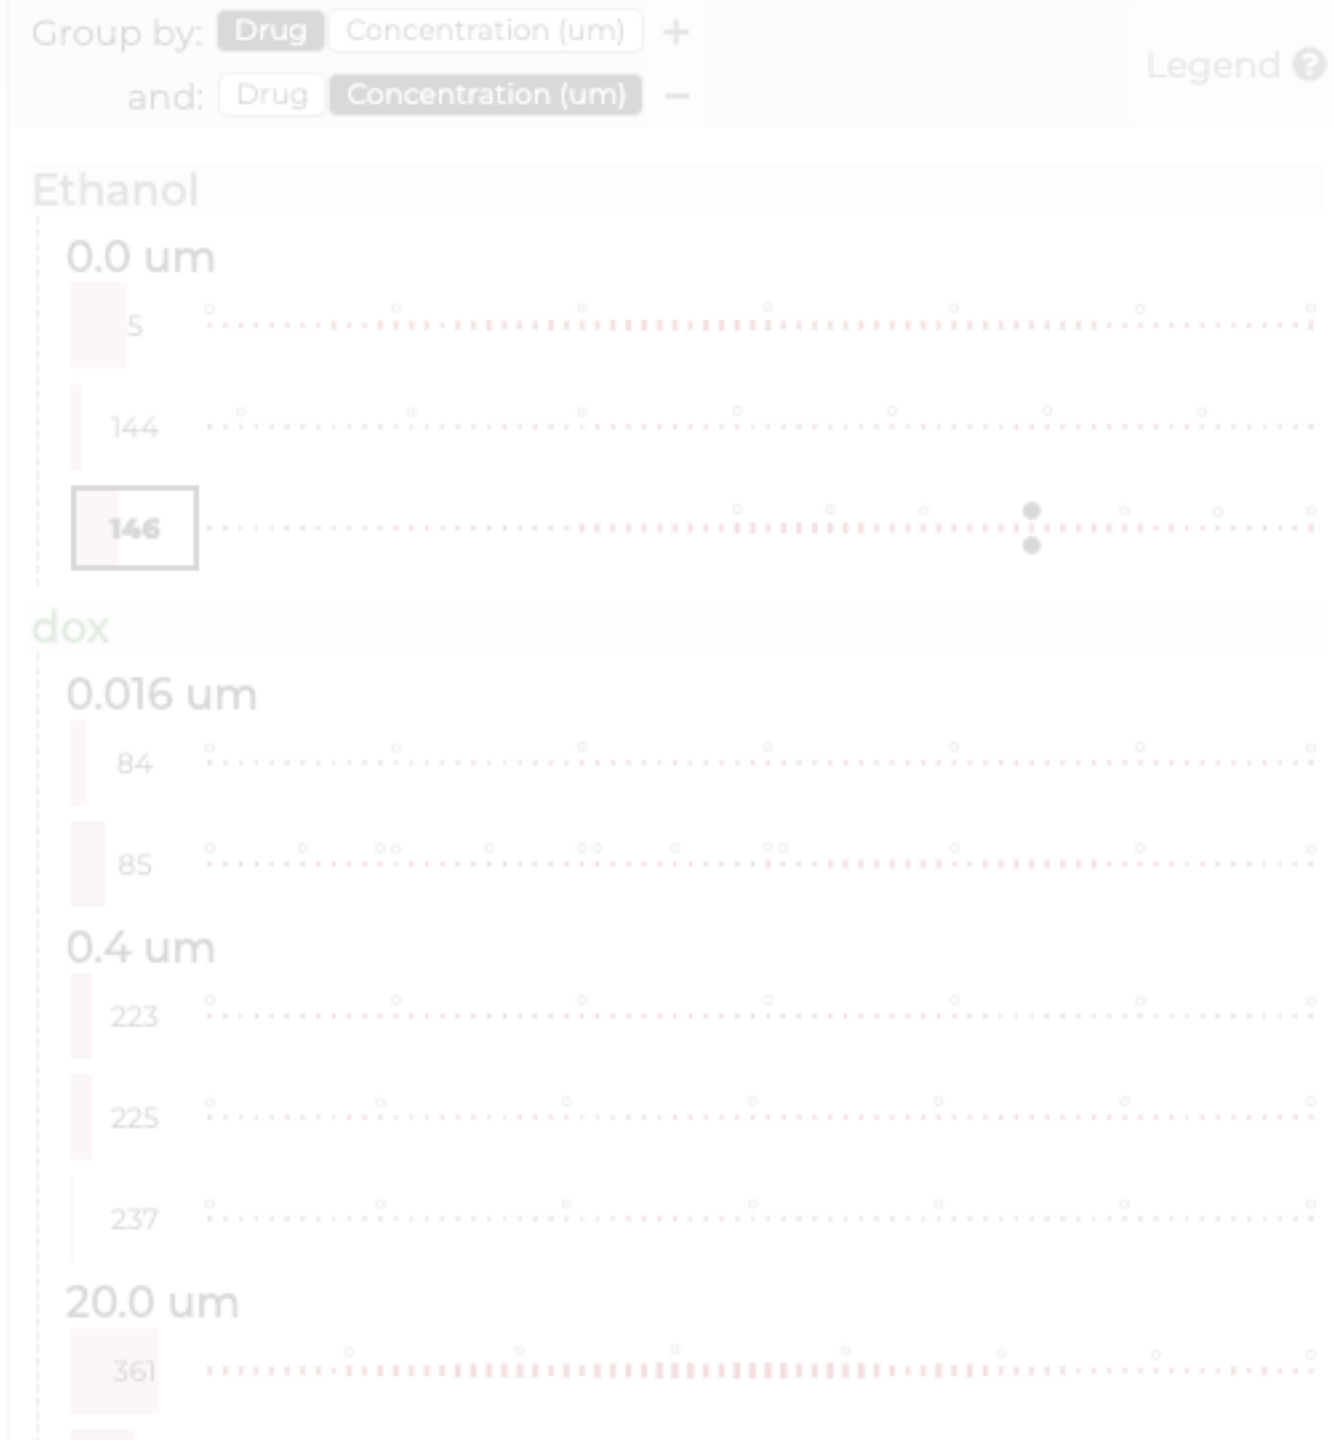 Group by: Drug Concentration (um) +
Legend ?
and: Drug Concentration (um) −
Ethanol
0.0 um
5
144
146
dox
0.016 um
84
85
0.4 um
223
225
237
20.0 um
361